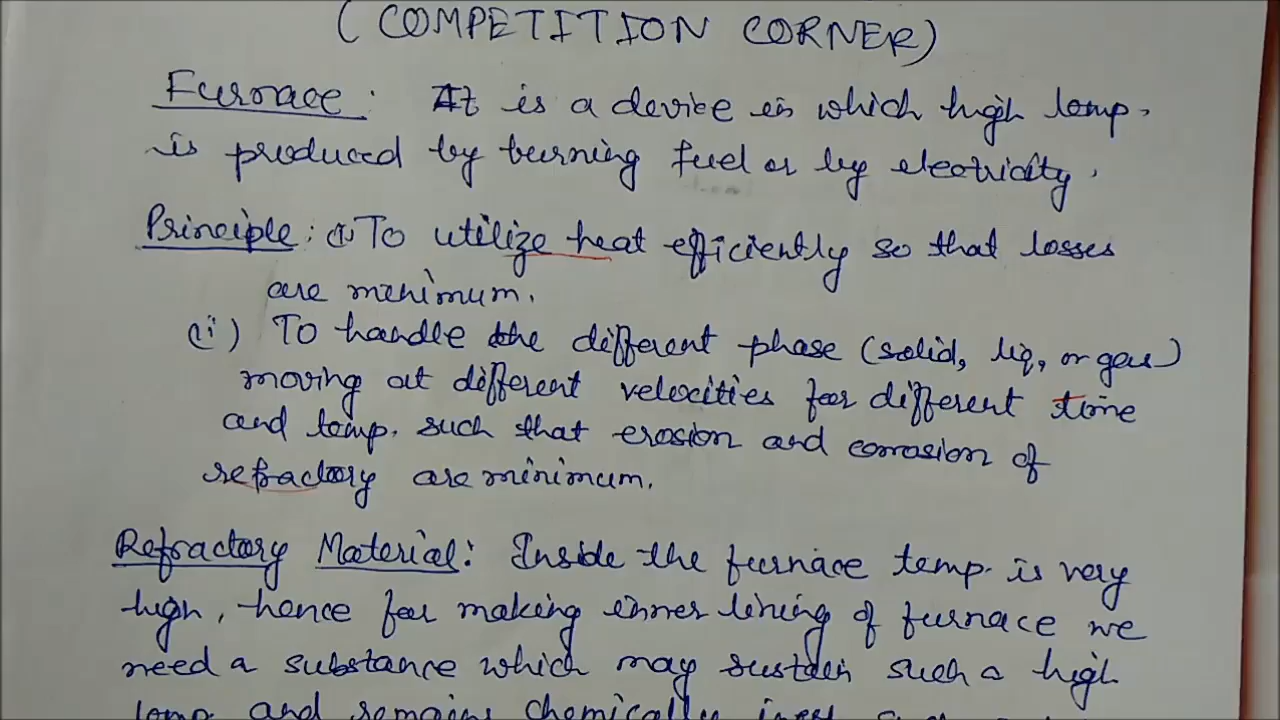 (COMPETITION CORNER)
Furnace: It is a device in which high temp.
is produced by burning fuel or by electricity.
Principle: (i) To utilize heat efficiently so that losses
are minimum.
(ii) To handle the different phase (solid, liq, or gas)
moving at different velocities for different time
and temp. such that erosion and corrosion of
refractory are minimum.
Refractory Material: Inside the furnace temp. is very
high, hence for making inner lining of furnace we
need a substance which may sustain such a high
temp and remains chemically